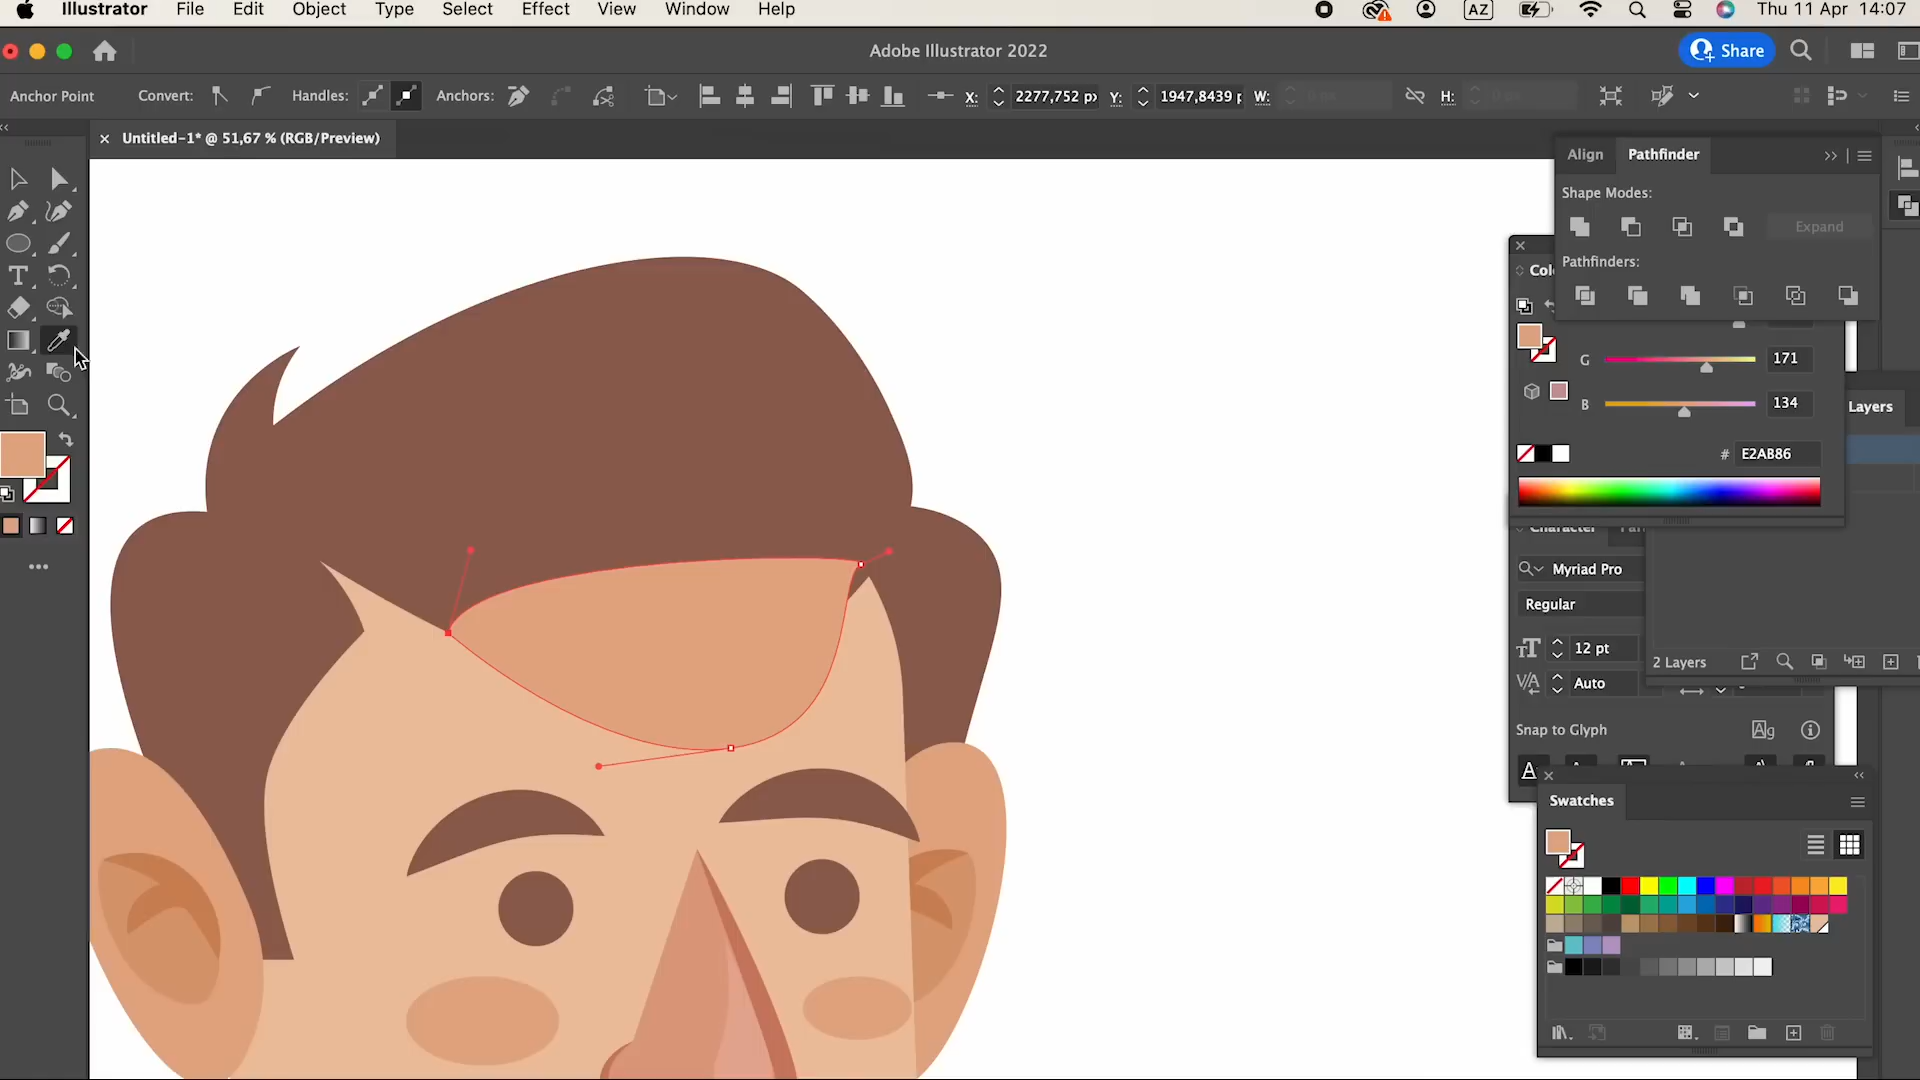 Illustrator File Edit Object Type Select Effect View Window Help AZ Thu 11 Apr 14:07
Adobe Illustrator 2022 Share
Anchor Point Convert: Handles: Anchors: X: 2277,752 Y: 1947,8439 W: H:
Untitled-1* @ 51,67 % (RGB/Preview)
Align Pathfinder
Shape Modes:
Expand
Pathfinders:
G 171
B 134
Layers
# E2AB86
Character
Myriad Pro
Regular
12 pt
2 Layers
Auto
Snap to Glyph
Swatches